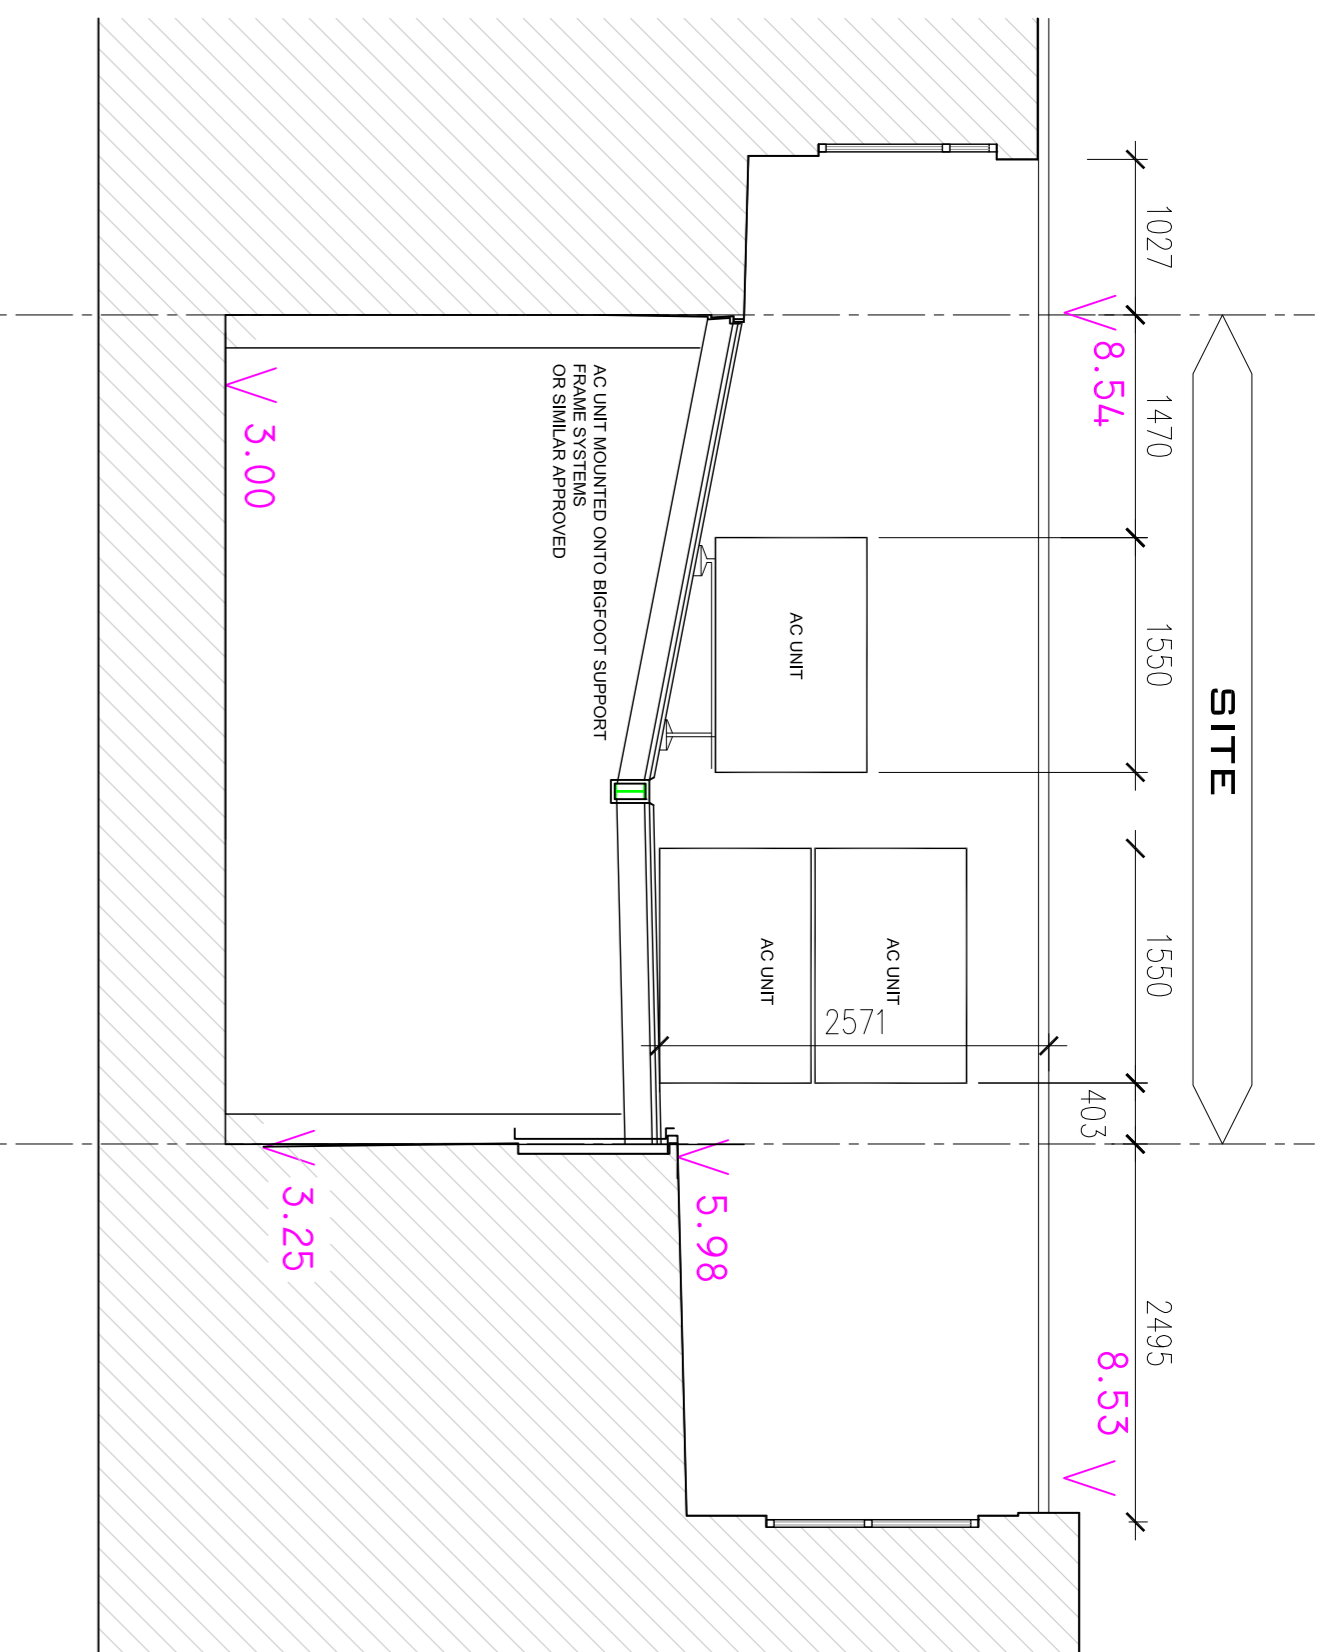 SITE
1027
1470
1550
1550
403
2495
8.54
8.53
2571
AC UNIT
AC UNIT
AC UNIT
5.98
AC UNIT MOUNTED ONTO BIGFOOT SUPPORT
FRAME SYSTEMS
OR SIMILAR APPROVED
3.00
3.25